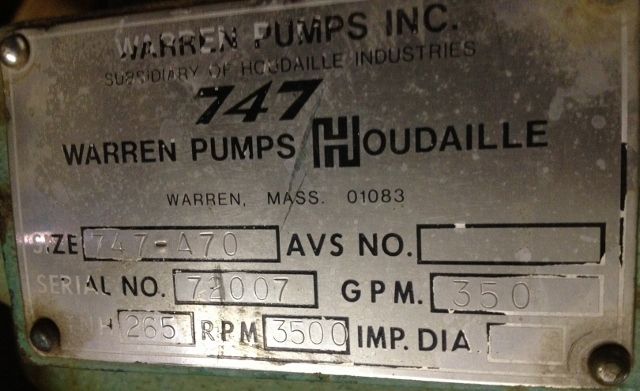 WARREN PUMPS INC.
SUBSIDIARY OF HOUDAILLE INDUSTRIES
747
WARREN PUMPS HOUDAILLE
WARREN, MASS. 01083
SIZE 747-A70 AVS NO.
SERIAL NO. 72007 GPM. 350
265 RPM 3500 IMP. DIA